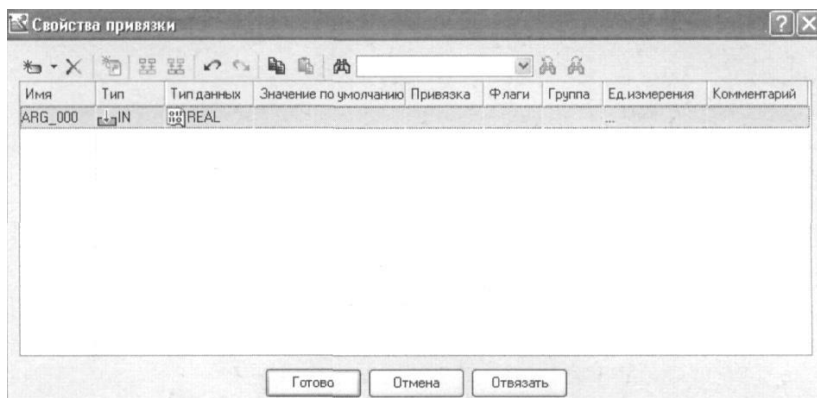 Свойства привязки
Имя Тип Тип данных Значение по умолчанию Привязка Флаги Группа Ед.измерения Комментарий
ARG_000 IN REAL ...
Готово Отмена Отвязать